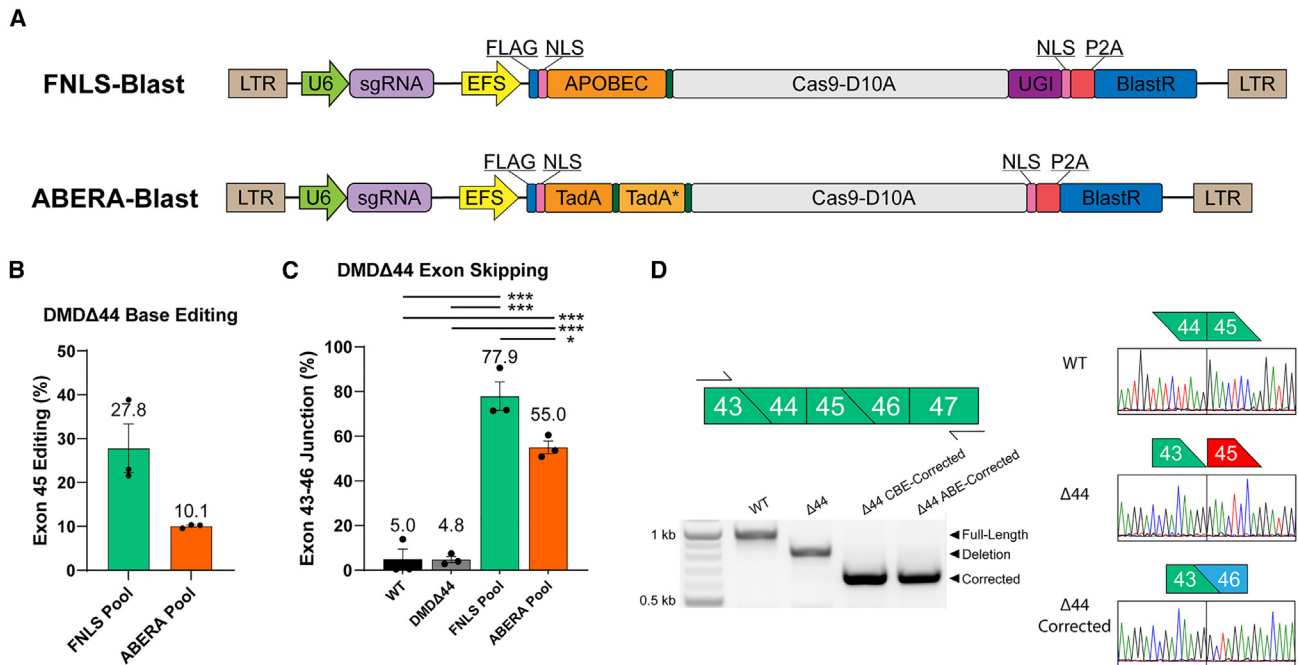 A
FLAG NLS NLS P2A
FNLS-Blast LTR U6 sgRNA EFS APOBEC Cas9-D10A UGI BlastR LTR
FLAG NLS NLS P2A
ABERA-Blast LTR U6 sgRNA EFS TadA TadA* Cas9-D10A BlastR LTR
B
DMDΔ44 Base Editing
Exon 45 Editing (%)
50
40
30
20
10
0
27.8
10.1
FNLS Pool
ABERA Pool
C
DMDΔ44 Exon Skipping
***
***
***
***
*
Exon 43-46 Junction (%)
100
80
60
40
20
0
5.0
4.8
77.9
55.0
WT
DMDΔ44
FNLS Pool
ABERA Pool
D
43 44 45 46 47
WT
Δ44
Δ44 CBE-Corrected
Δ44 ABE-Corrected
1 kb
0.5 kb
Full-Length
Deletion
Corrected
44 45
WT
43 45
Δ44
43 46
Δ44
Corrected